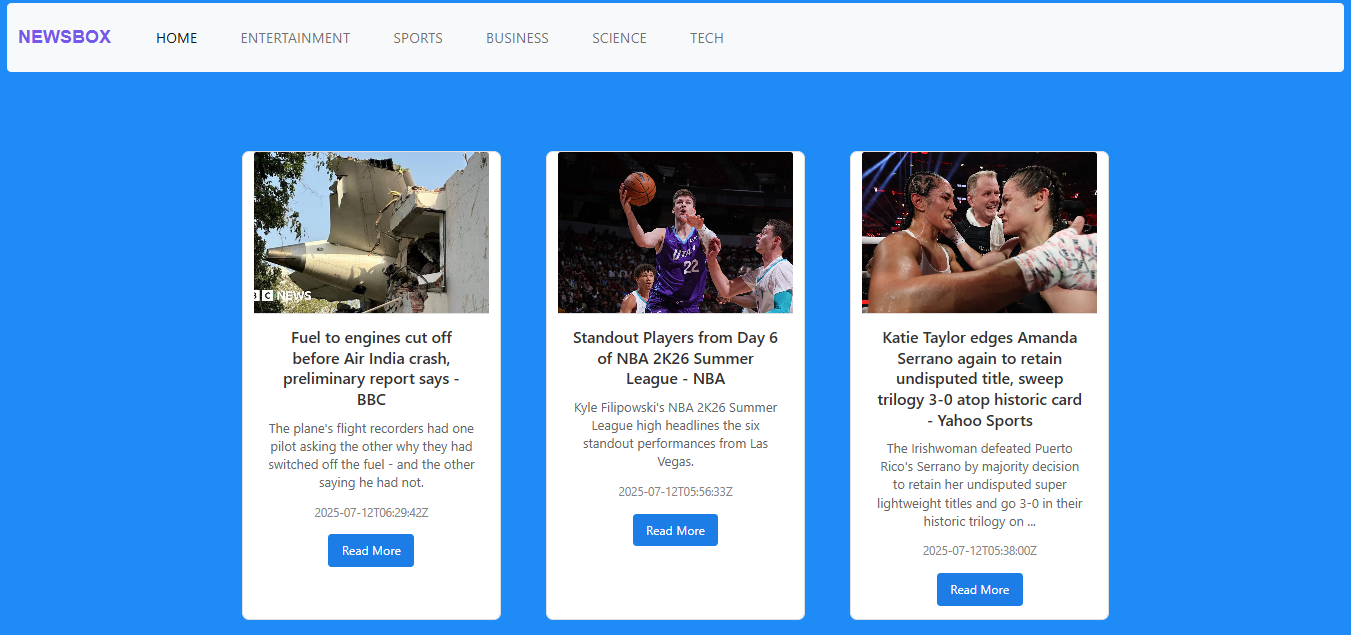 NEWSBOX HOME ENTERTAINMENT SPORTS BUSINESS SCIENCE TECH
BBC NEWS
Fuel to engines cut off
before Air India crash,
preliminary report says -
BBC
The plane's flight recorders had one
pilot asking the other why they had
switched off the fuel - and the other
saying he had not.
2025-07-12T06:29:42Z
Read More
UTAH
22
Standout Players from Day 6
of NBA 2K26 Summer
League - NBA
Kyle Filipowski's NBA 2K26 Summer
League high headlines the six
standout performances from Las
Vegas.
2025-07-12T05:56:33Z
Read More
Katie Taylor edges Amanda
Serrano again to retain
undisputed title, sweep
trilogy 3-0 atop historic card
- Yahoo Sports
The Irishwoman defeated Puerto
Rico's Serrano by majority decision
to retain her undisputed super
lightweight titles and go 3-0 in their
historic trilogy on ...
2025-07-12T05:38:00Z
Read More